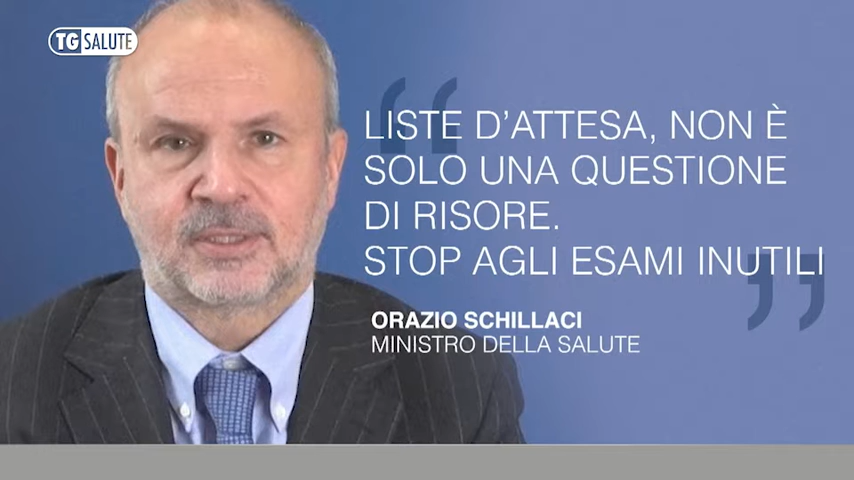 TG SALUTE
“
LISTE D’ATTESA, NON È
SOLO UNA QUESTIONE
DI RISORE.
STOP AGLI ESAMI INUTILI
”
ORAZIO SCHILLACI
MINISTRO DELLA SALUTE